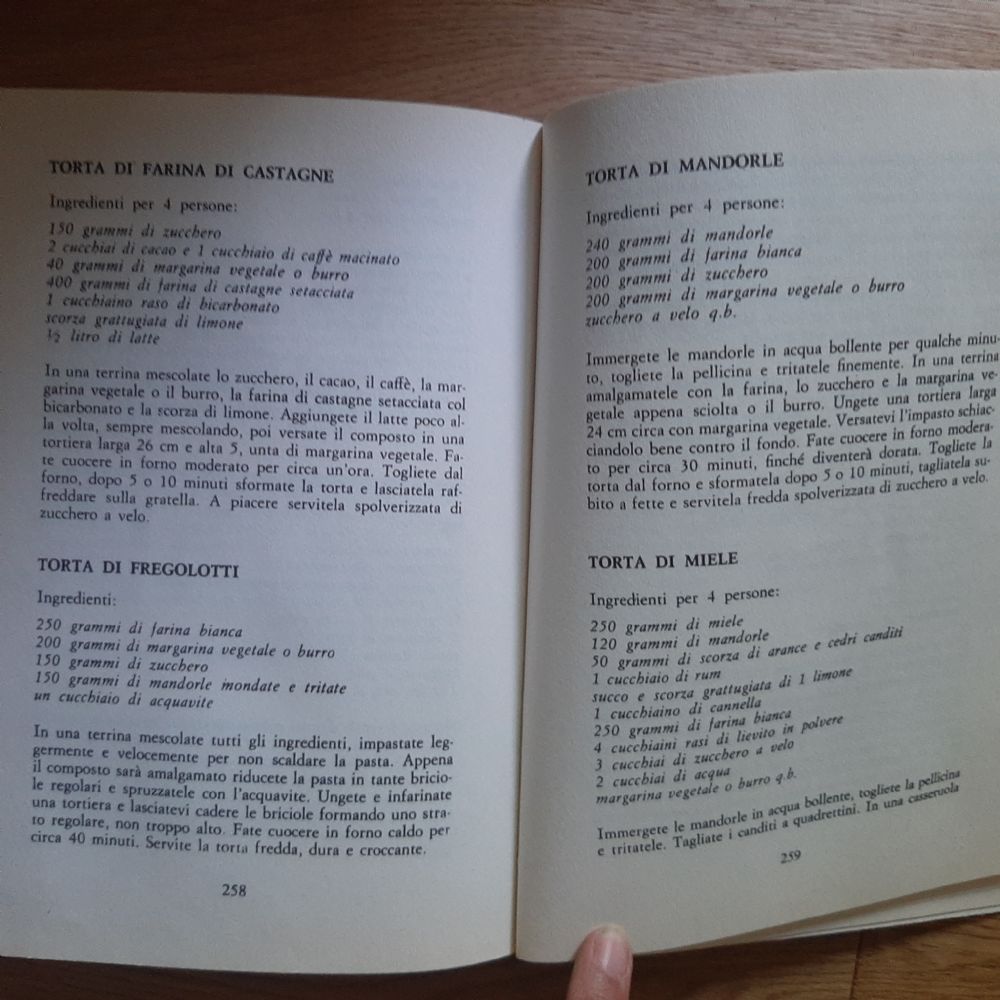 TORTA DI FARINA DI CASTAGNE
Ingredienti per 4 persone:
150 grammi di zucchero
2 cucchiai di cacao e 1 cucchiaio di caffè macinato
40 grammi di margarina vegetale o burro
400 grammi di farina di castagne setacciata
1 cucchiaino raso di bicarbonato
scorza grattugiata di limone
½ litro di latte
In una terrina mescolate lo zucchero, il cacao, il caffè, la mar-
garina vegetale o il burro, la farina di castagne setacciata col
bicarbonato e la scorza di limone. Aggiungete il latte poco al-
la volta, sempre mescolando, poi versate il composto in una
tortiera larga 26 cm e alta 5, unta di margarina vegetale. Fa-
te cuocere in forno moderato per circa un'ora. Togliete dal
forno, dopo 5 o 10 minuti sformate la torta e lasciatela raf-
freddare sulla gratella. A piacere servitela spolverizzata di
zucchero a velo.
TORTA DI FREGOLOTTI
Ingredienti:
250 grammi di farina bianca
200 grammi di margarina vegetale o burro
150 grammi di zucchero
150 grammi di mandorle mondate e tritate
un cucchiaio di acquavite
In una terrina mescolate tutti gli ingredienti, impastate leg-
germente e velocemente per non scaldare la pasta. Appena
il composto sarà amalgamato riducete la pasta in tante bricio-
le regolari e spruzzatele con l'acquavite. Ungete e infarinate
una tortiera e lasciatevi cadere le briciole formando uno stra-
to regolare, non troppo alto. Fate cuocere in forno caldo per
circa 40 minuti. Servite la torta fredda, dura e croccante.
258
TORTA DI MANDORLE
Ingredienti per 4 persone:
240 grammi di mandorle
200 grammi di farina bianca
200 grammi di zucchero
200 grammi di margarina vegetale o burro
zucchero a velo q.b.
Immergete le mandorle in acqua bollente per qualche minu-
to, togliete la pellicina e tritatele finemente. In una terrina
amalgamatele con la farina, lo zucchero e la margarina ve-
getale appena sciolta o il burro. Ungete una tortiera larga
24 cm circa con margarina vegetale. Versatevi l'impasto schiac-
ciandolo bene contro il fondo. Fate cuocere in forno modera-
to per circa 30 minuti, finché diventerà dorata. Togliete la
torta dal forno e sformatela dopo 5 o 10 minuti, tagliatela su-
bito a fette e servitela fredda spolverizzata di zucchero a velo.
TORTA DI MIELE
Ingredienti per 4 persone:
250 grammi di miele
120 grammi di mandorle
50 grammi di scorza di arance e cedri canditi
1 cucchiaio di rum
succo e scorza grattugiata di 1 limone
1 cucchiaino di cannella
250 grammi di farina bianca
4 cucchiaini rasi di lievito in polvere
3 cucchiai di zucchero a velo
2 cucchiai di acqua
margarina vegetale o burro q.b.
Immergete le mandorle in acqua bollente, togliete la pellicina
e tritatele. Tagliate i canditi a quadrettini. In una casseruola
259